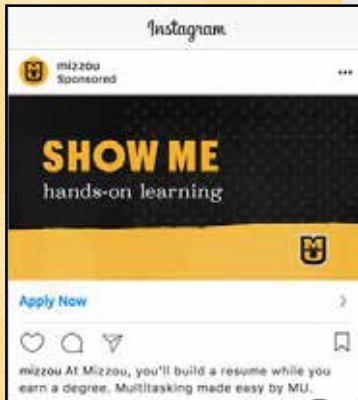 Instagram
mizzou
Sponsored
SHOW ME
hands-on learning
MU
Apply Now
mizzou At Mizzou, you'll build a resume while you
earn a degree. Multitasking made easy by MU.